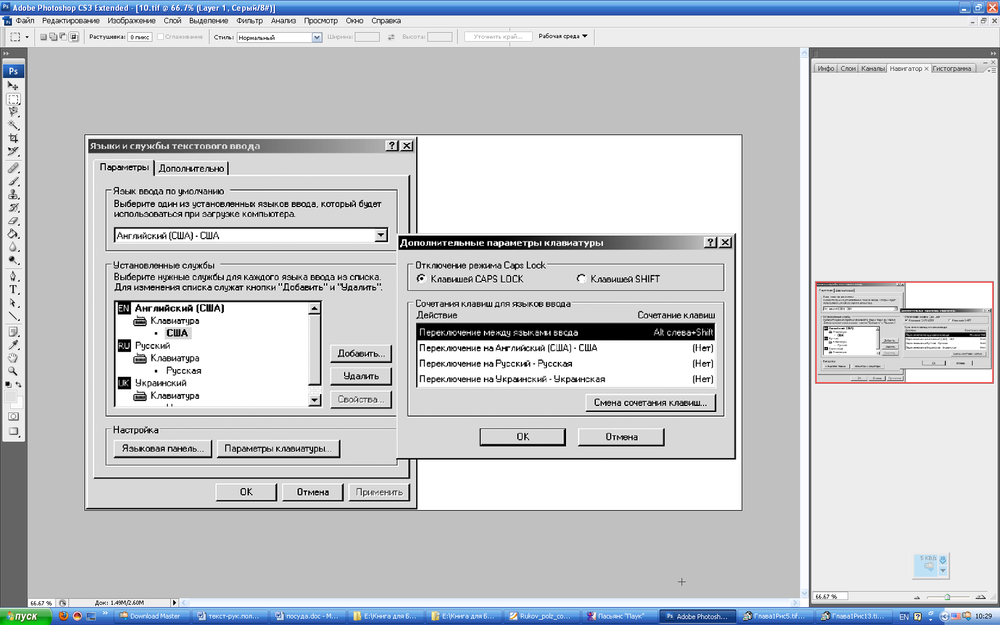 Adobe Photoshop CS3 Extended - [10.tif @ 66.7% (Layer 1, Серый/8#)]
Файл Редактирование Изображение Слой Выделение Фильтр Анализ Просмотр Окно Справка
Растушевка: 0 пикс Сглаживание Стиль: Нормальный Ширина: Высота: Уточнить край... Рабочая среда
Ps
Инфо Слои Каналы Навигатор Гистограмма
Языки и службы текстового ввода
Параметры Дополнительно
Язык ввода по умолчанию
Выберите один из установленных языков ввода, который будет
использоваться при загрузке компьютера.
Английский (США) - США
Установленные службы
Выберите нужные службы для каждого языка ввода из списка.
Для изменения списка служат кнопки "Добавить" и "Удалить".
EN Английский (США)
Клавиатура
• США
RU Русский
Клавиатура
• Русская
UK Украинский
Клавиатура
Добавить...
Удалить
Свойства...
Настройка
Языковая панель... Параметры клавиатуры...
OK Отмена Применить
Дополнительные параметры клавиатуры
Отключение режима Caps Lock
Клавишей CAPS LOCK Клавишей SHIFT
Сочетания клавиш для языков ввода
Действие Сочетание клавиш
Переключение между языками ввода Alt слева+Shift
Переключение на Английский (США) - США (Нет)
Переключение на Русский - Русская (Нет)
Переключение на Украинский - Украинская (Нет)
Смена сочетания клавиш...
OK Отмена
5 KB/s
66.67 %
66.67 % Док: 1.49M/2.60M
пуск Download Master текст-рук.пол... посуда.doc - M... E:\Книга для Б... E:\Книга для Б... Rukov_polz_co... Пасьянс "Паук" Adobe Photosh... Глава1Рис5.tif... Глава1Рис13.ti... EN 10:29